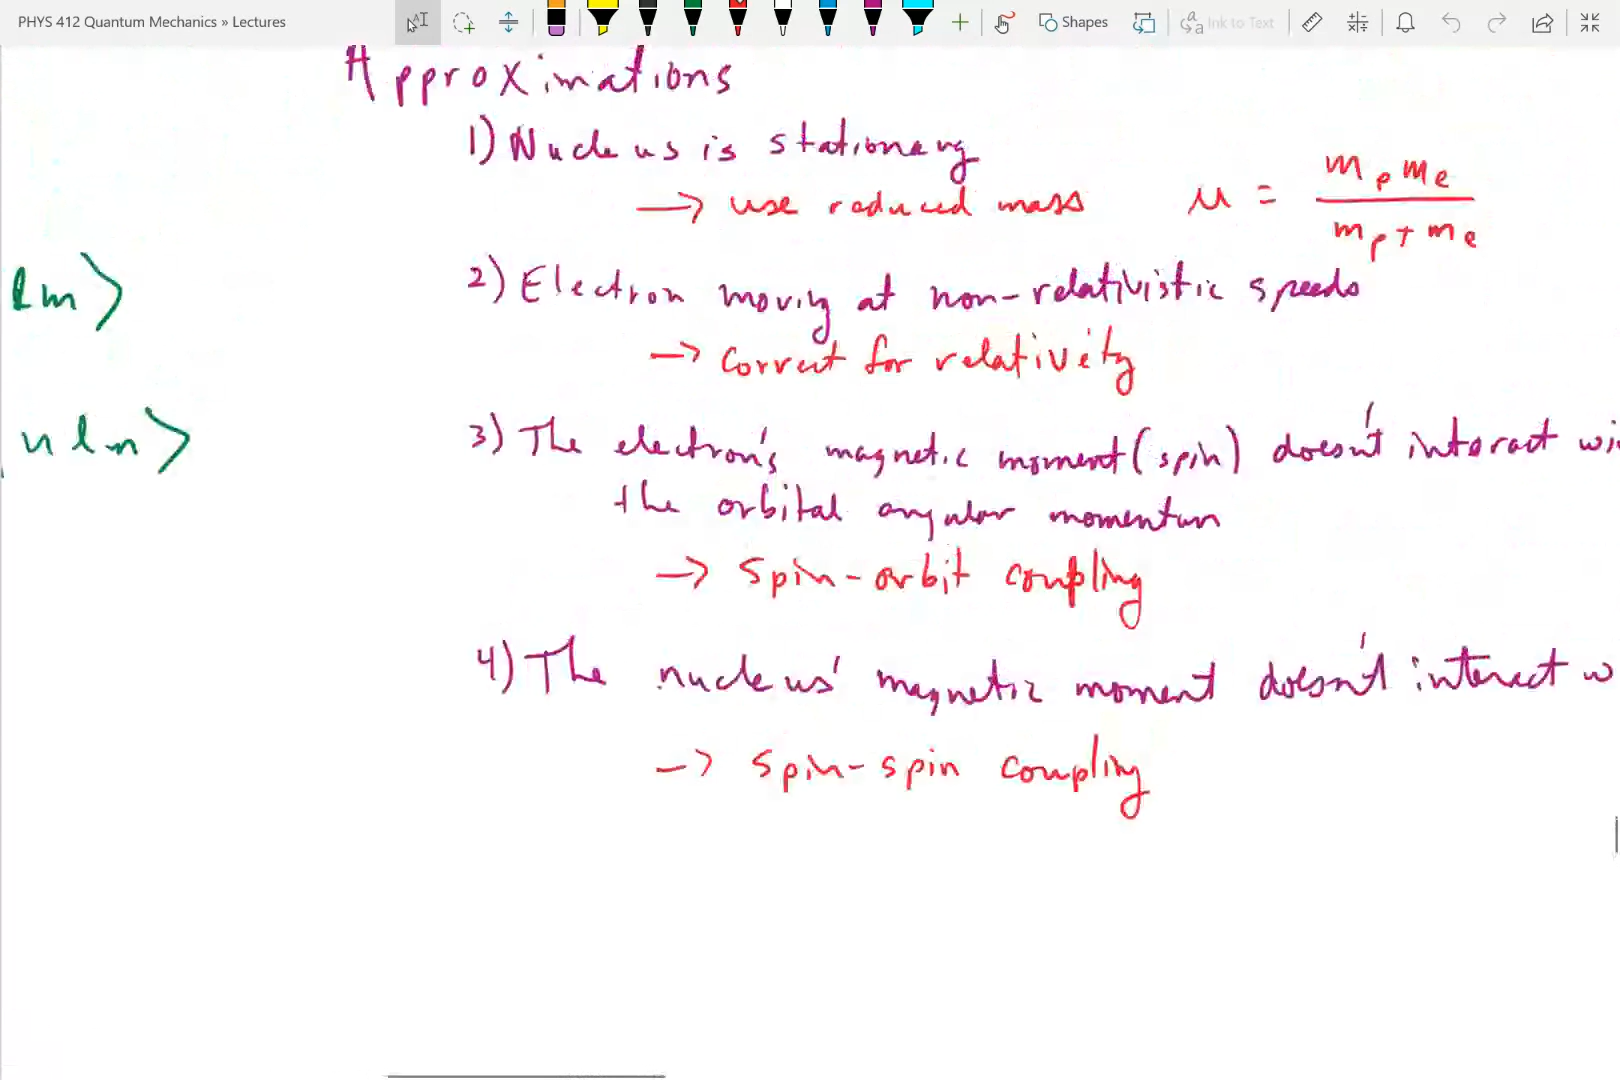 PHYS 412 Quantum Mechanics » Lectures
Shapes
Ink to Text
Approximations
1) Nucleus is stationary
→ use reduced mass μ = mₚmₑ / mₚ + mₑ
lm⟩
2) Electron moving at non-relativistic speeds
→ Correct for relativity
nlm⟩
3) The electron's magnetic moment (spin) doesn't interact wi
the orbital angular momentum
→ Spin-orbit coupling
4) The nucleus' magnetic moment doesn't interact w
→ Spin-spin coupling